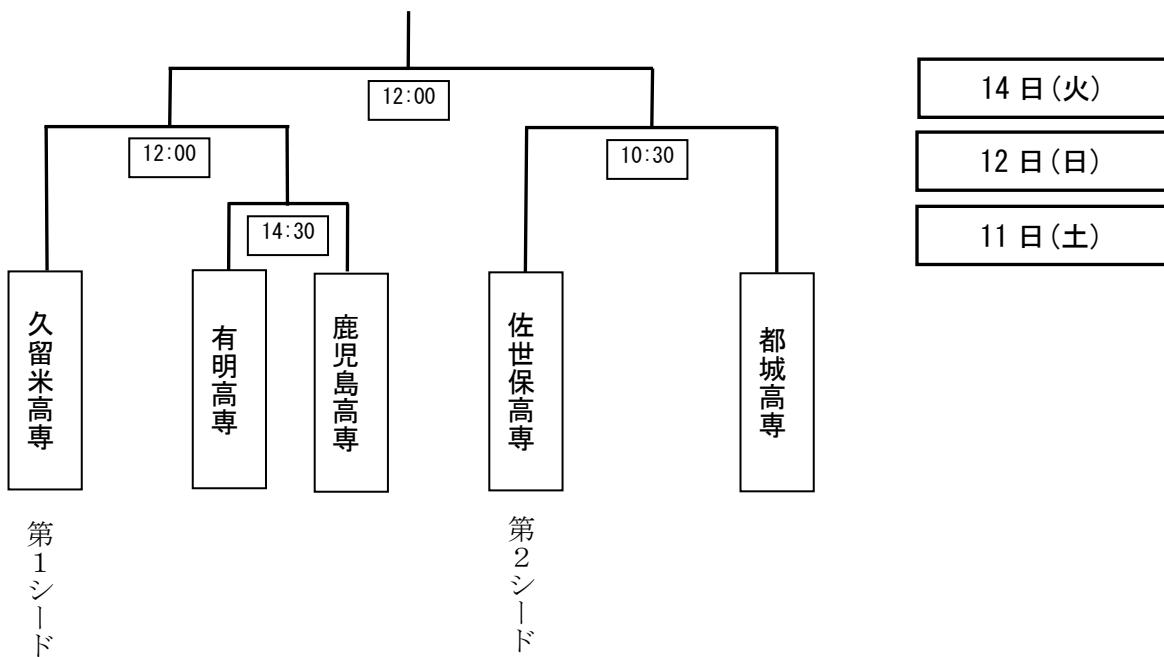 12:00
14日(火)
12:00
10:30
12日(日)
14:30
11日(土)
久留米高専
有明高専
鹿児島高専
佐世保高専
都城高専
第1シード
第2シード